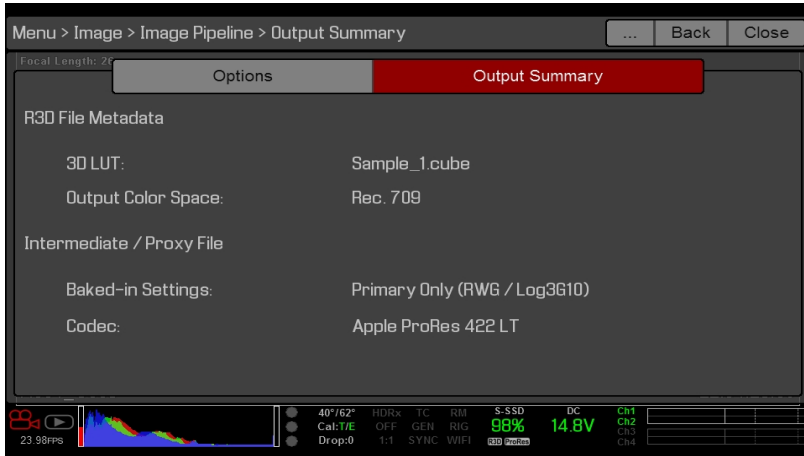 Menu > Image > Image Pipeline > Output Summary ... Back Close
Focal Length: 26
Options Output Summary
R3D File Metadata
3D LUT: Sample_1.cube
Output Color Space: Rec. 709
Intermediate / Proxy File
Baked-in Settings: Primary Only (RWG / Log3G10)
Codec: Apple ProRes 422 LT
40°/62° HDRx TC RM S-SSD DC Ch1
Cal:T/E OFF GEN RIG 98% 14.8V Ch2
Ch3
23.98FPS Drop:0 1:1 SYNC WIFI R3D ProRes Ch4